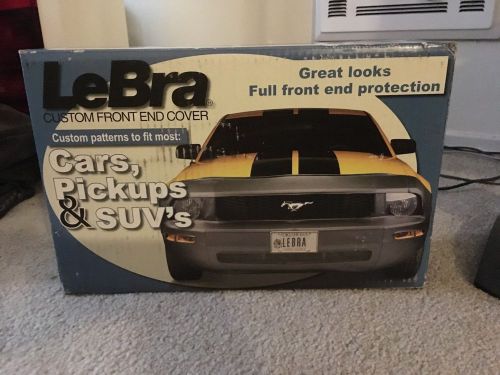 LeBra®
CUSTOM FRONT END COVER
Custom patterns to fit most:
Cars,
Pickups
& SUV's
Great looks
Full front end protection
LEBRA